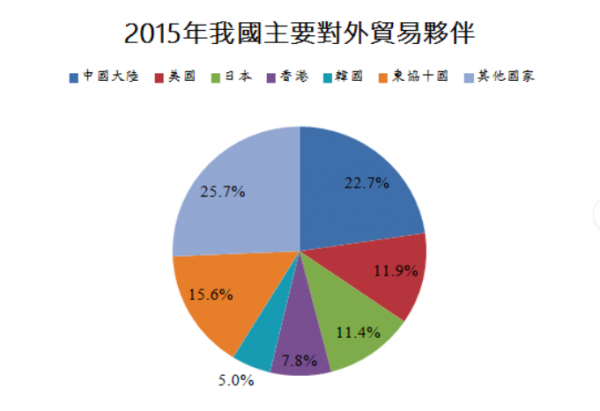 2015年我國主要對外貿易夥伴
中國大陸 美國 日本 香港 韓國 東協十國 其他國家
25.7% 22.7%
15.6% 11.9%
11.4%
7.8%
5.0%